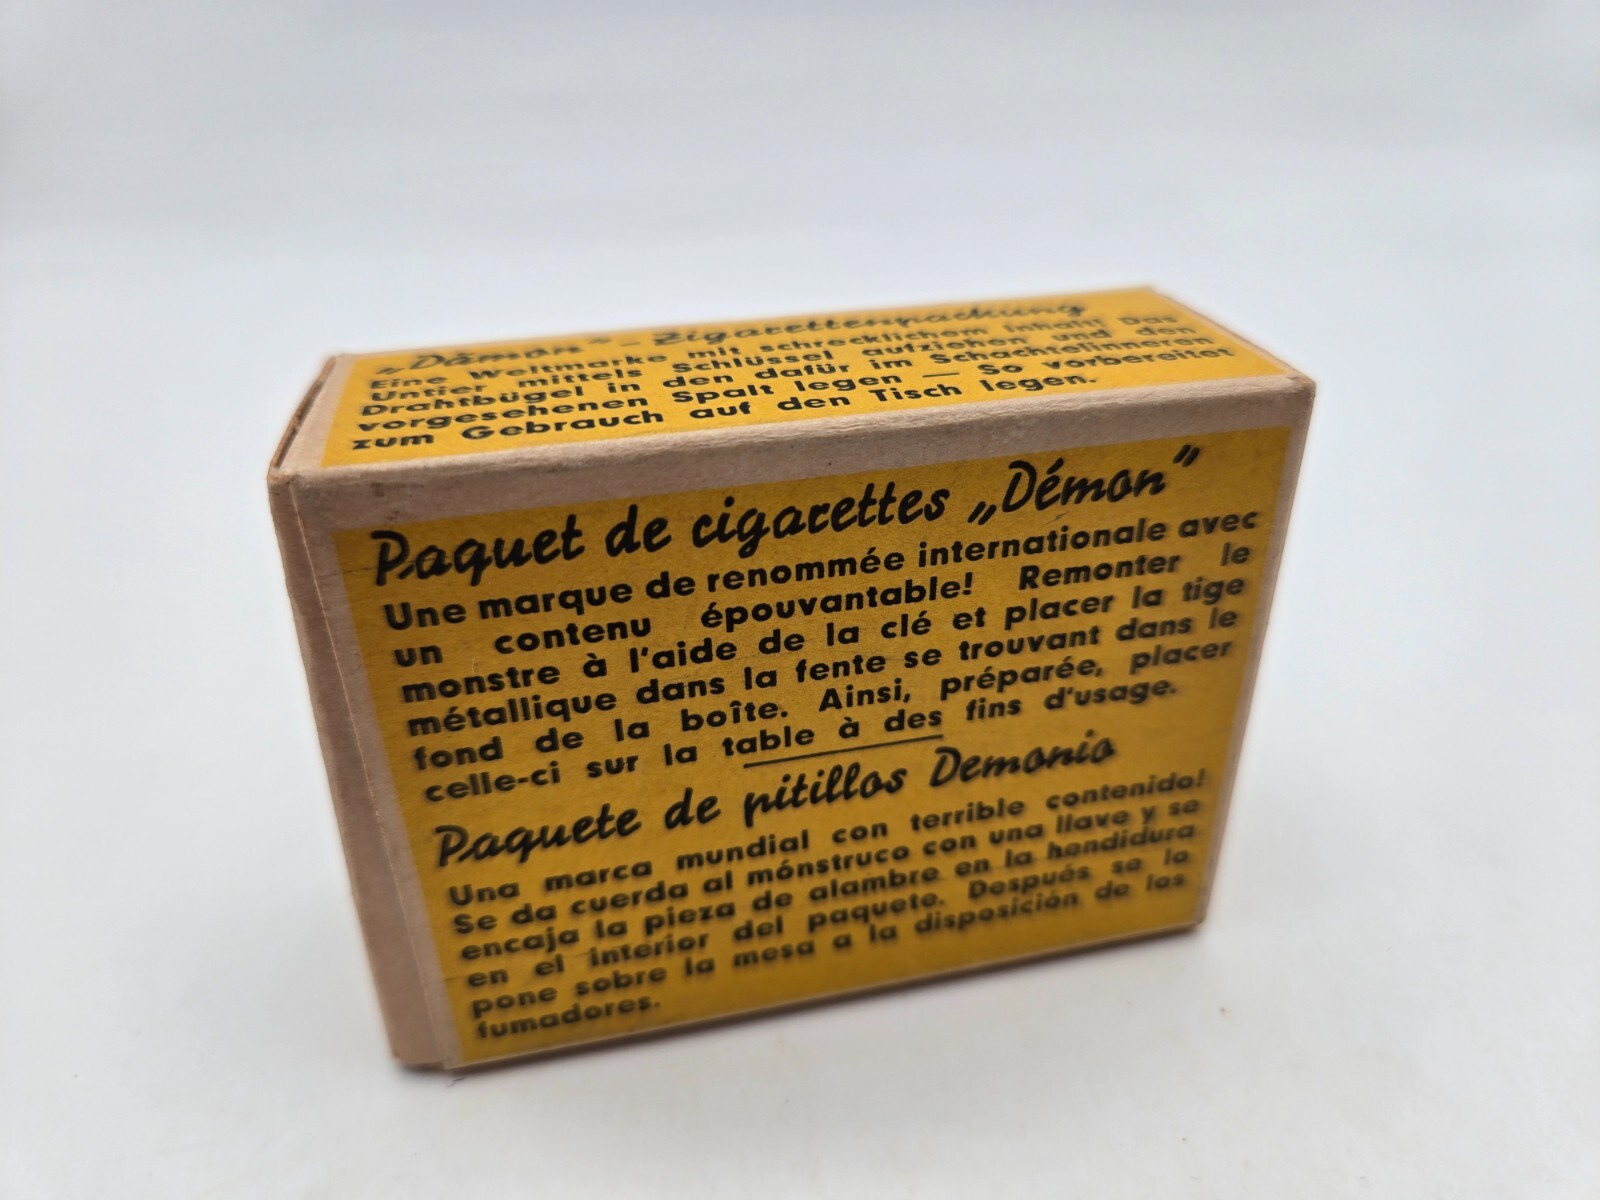 „Dämon" - Zigarettenpackung
Eine Weltmarke mit schrecklichem Inhalt! Das
Untier mittels Schlüssel aufziehen und den
Drahtbügel in den dafür im Schachtelinneren
vorgesehenen Spalt legen — So vorbereitet
zum Gebrauch auf den Tisch legen.
Paquet de cigarettes „Démon"
Une marque de renommée internationale avec
un contenu épouvantable! Remonter le
monstre à l'aide de la clé et placer la tige
métallique dans la fente se trouvant dans le
fond de la boîte. Ainsi, préparée, placer
celle-ci sur la table à des fins d'usage.
Paquete de pitillos Demonio
Una marca mundial con terrible contenido!
Se da cuerda al mónstruco con una llave y se
encaja la pieza de alambre en la hendidura
en el interior del paquete. Después se lo
pone sobre la mesa a la disposición de los
fumadores.